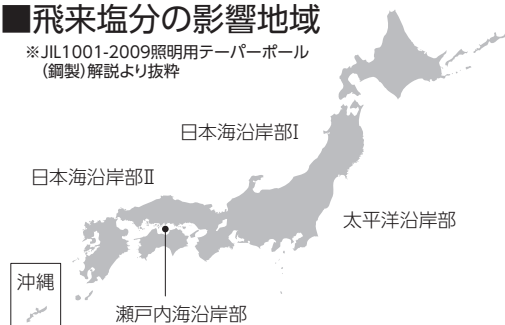 ■飛来塩分の影響地域
※JIL1001-2009照明用テーパーポール
（鋼製）解説より抜粋
日本海沿岸部Ⅰ
日本海沿岸部Ⅱ
太平洋沿岸部
沖縄
瀬戸内海沿岸部